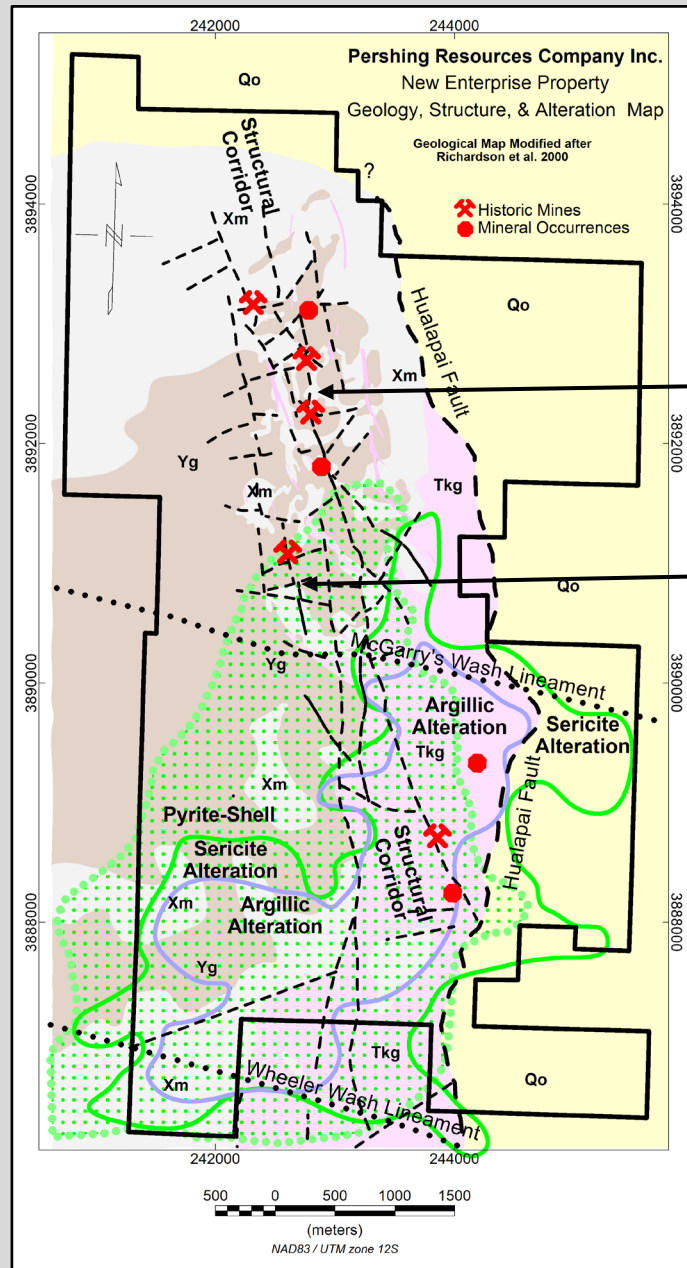 242000
244000
Pershing Resources Company Inc.
New Enterprise Property
Geology, Structure, & Alteration Map
Geological Map Modified after
Richardson et al. 2000
Historic Mines
Mineral Occurrences
Qo
Structural
Corridor
?
N
3894000
3894000
Xm
Hualapai Fault
Qo
Xm
3892000
3892000
Yg
Xm
Tkg
Qo
McGarry's Wash Lineament
Yg
3890000
3890000
Argillic
Alteration
Sericite
Alteration
Tkg
Xm
Hualapai Fault
Pyrite-Shell
Structural
Corridor
Sericite
Alteration
Xm
Argillic
Alteration
3888000
3888000
Yg
Tkg
Qo
Xm
Wheeler Wash Lineament
242000
244000
500
0
500
1000
1500
(meters)
NAD83 / UTM zone 12S